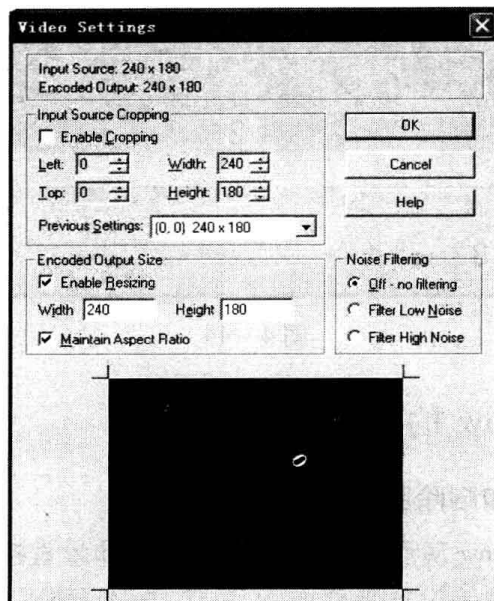 Video Settings
Input Source: 240 x 180
Encoded Output: 240 x 180
Input Source Cropping
Enable Cropping
Left: 0 Width: 240
Top: 0 Height: 180
Previous Settings: (0, 0) 240 x 180
OK
Cancel
Help
Encoded Output Size
Enable Resizing
Width 240 Height 180
Maintain Aspect Ratio
Noise Filtering
Off - no filtering
Filter Low Noise
Filter High Noise